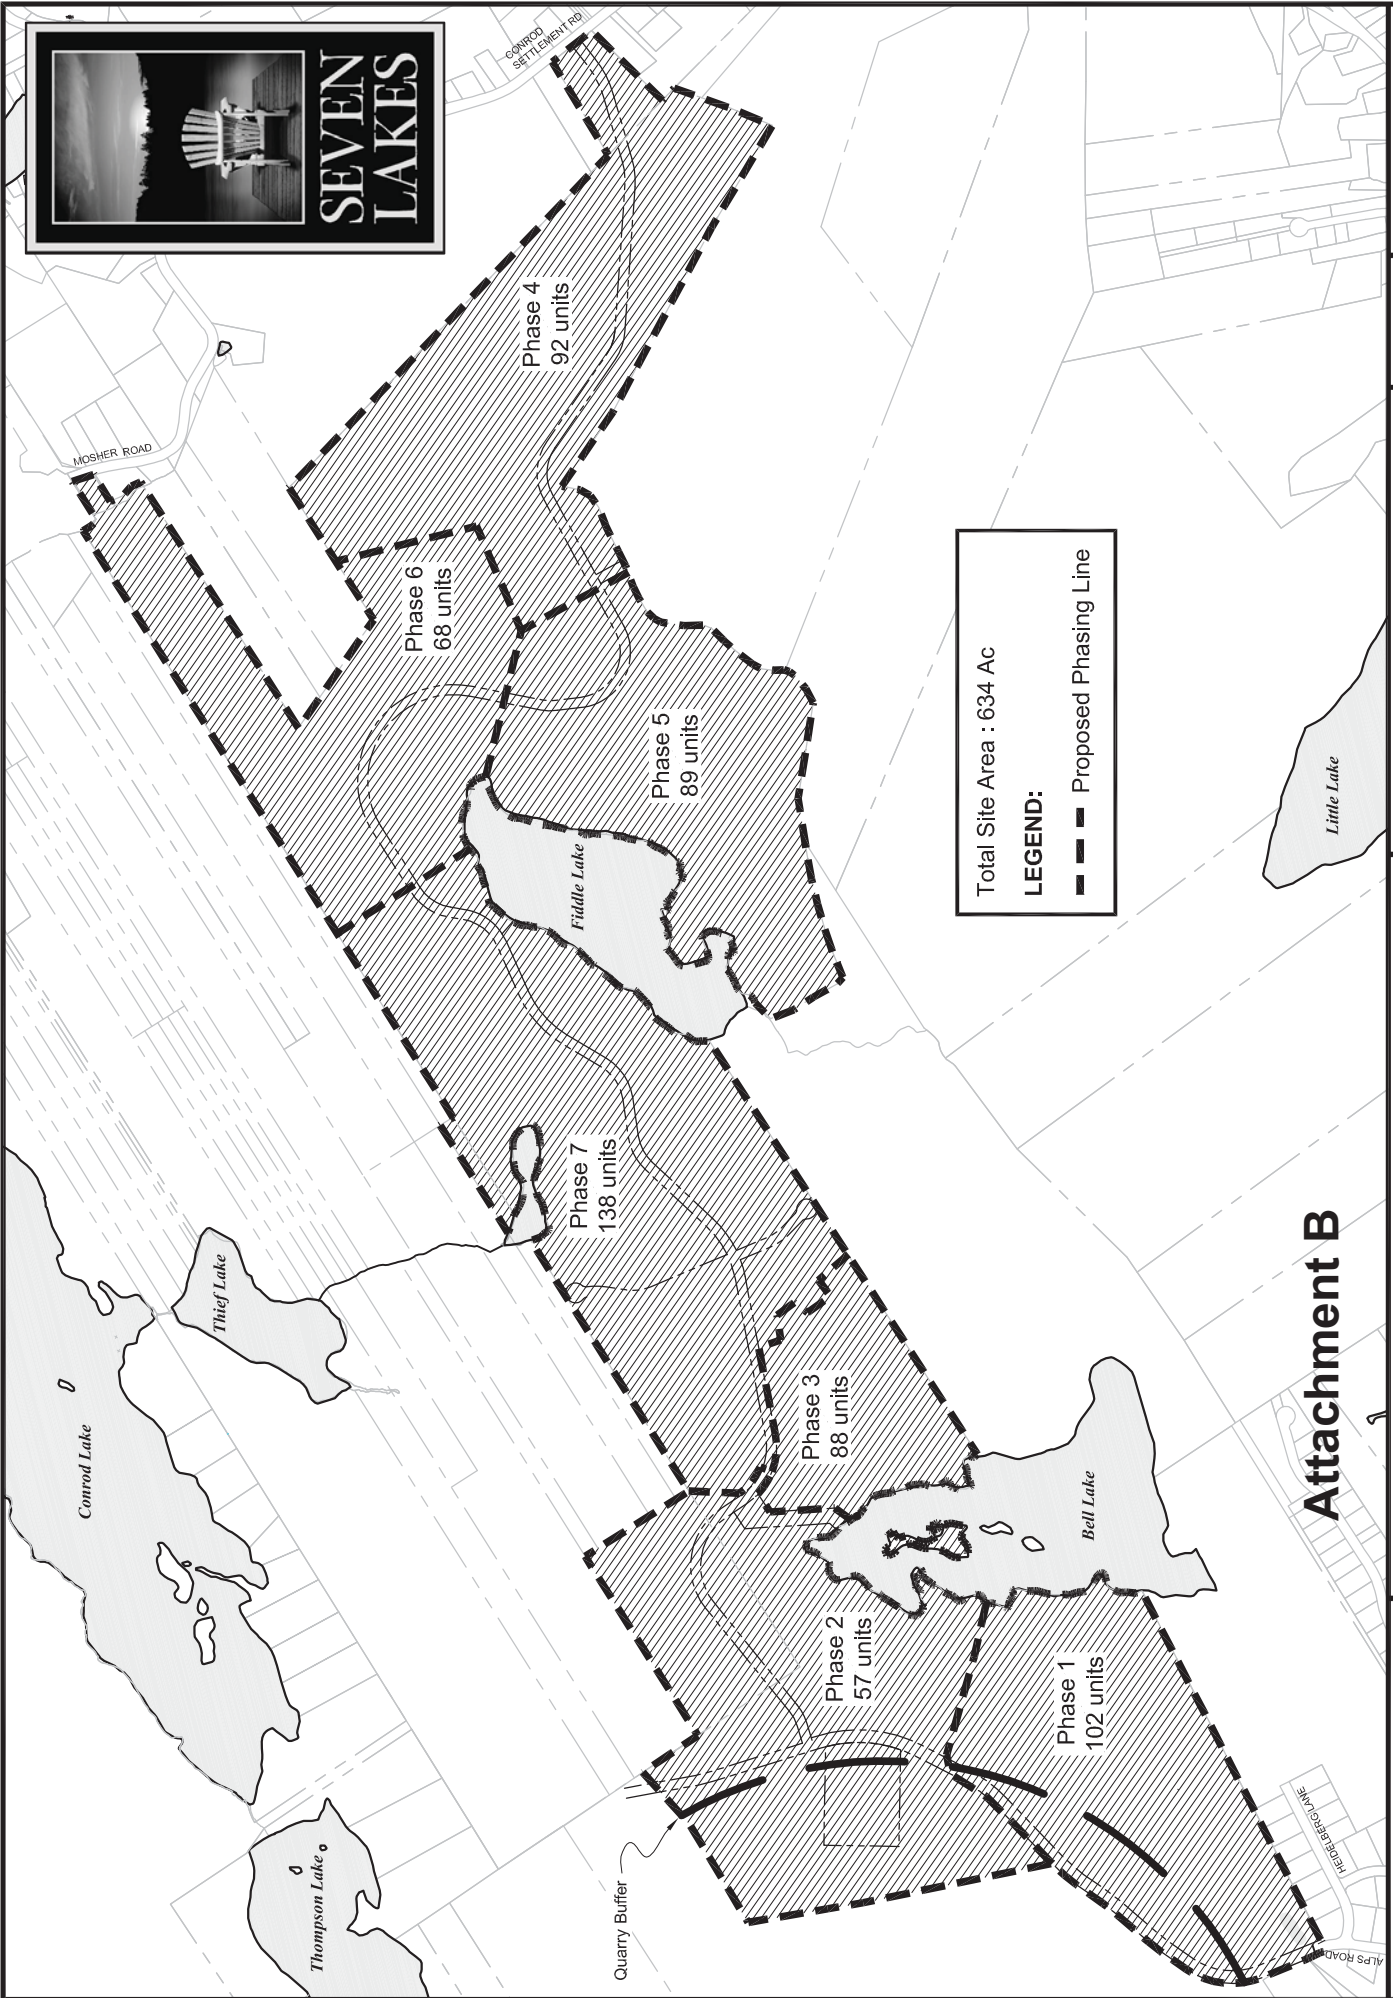 SEVEN
LAKES
CONROD
SETTLEMENT RD
MOSHER ROAD
Phase 4
92 units
Phase 6
68 units
Phase 5
89 units
Fiddle Lake
Phase 7
138 units
Phase 3
88 units
Phase 2
57 units
Phase 1
102 units
Conrod Lake
Thief Lake
Thompson Lake
Bell Lake
Little Lake
Quarry Buffer
HEIDELBERG LANE
ALPS ROAD
Total Site Area : 634 Ac
LEGEND:
Proposed Phasing Line
Attachment B